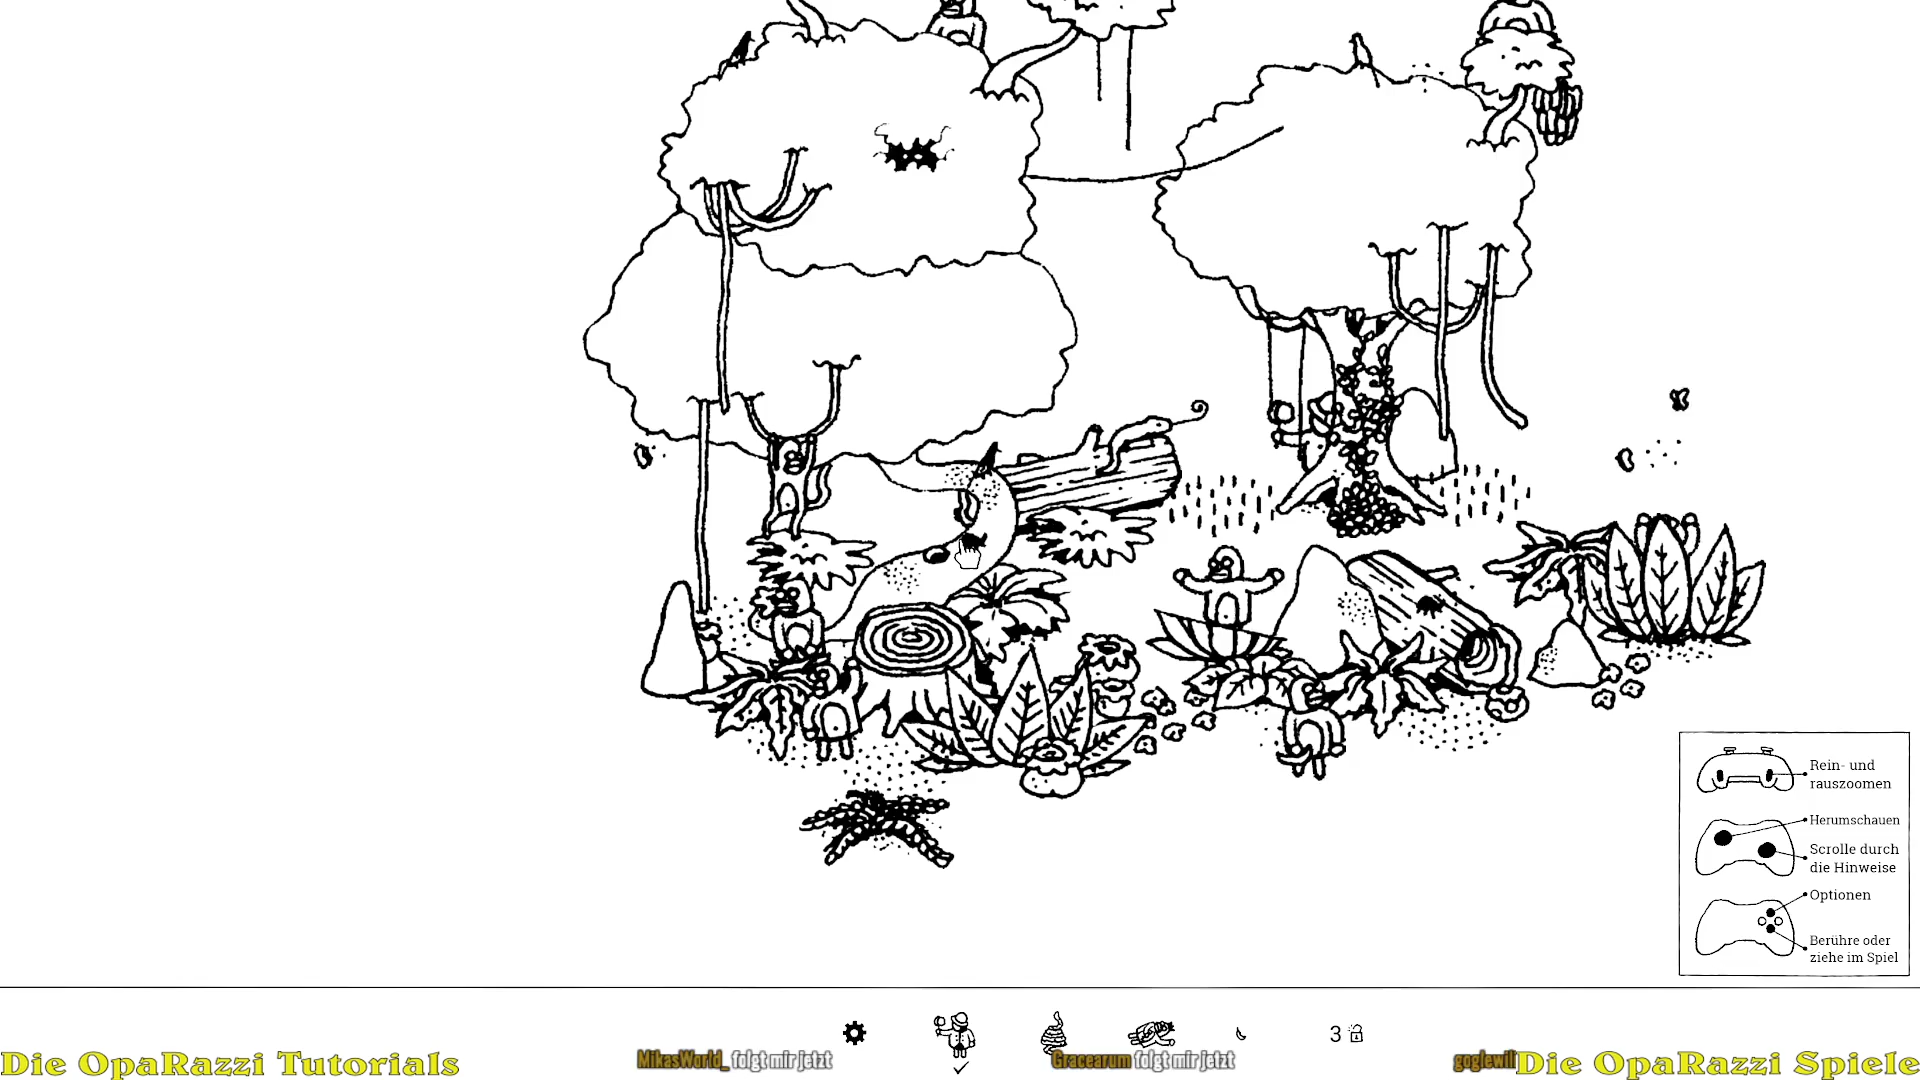 Rein- und
rauszoomen
Herumschauen
Scrolle durch
die Hinweise
Optionen
Berühre oder
ziehe im Spiel
3
Die OpaRazzi Tutorials
MikasWorld_ folgt mir jetzt
Gracearum folgt mir jetzt
goglewill
Die OpaRazzi Spiele